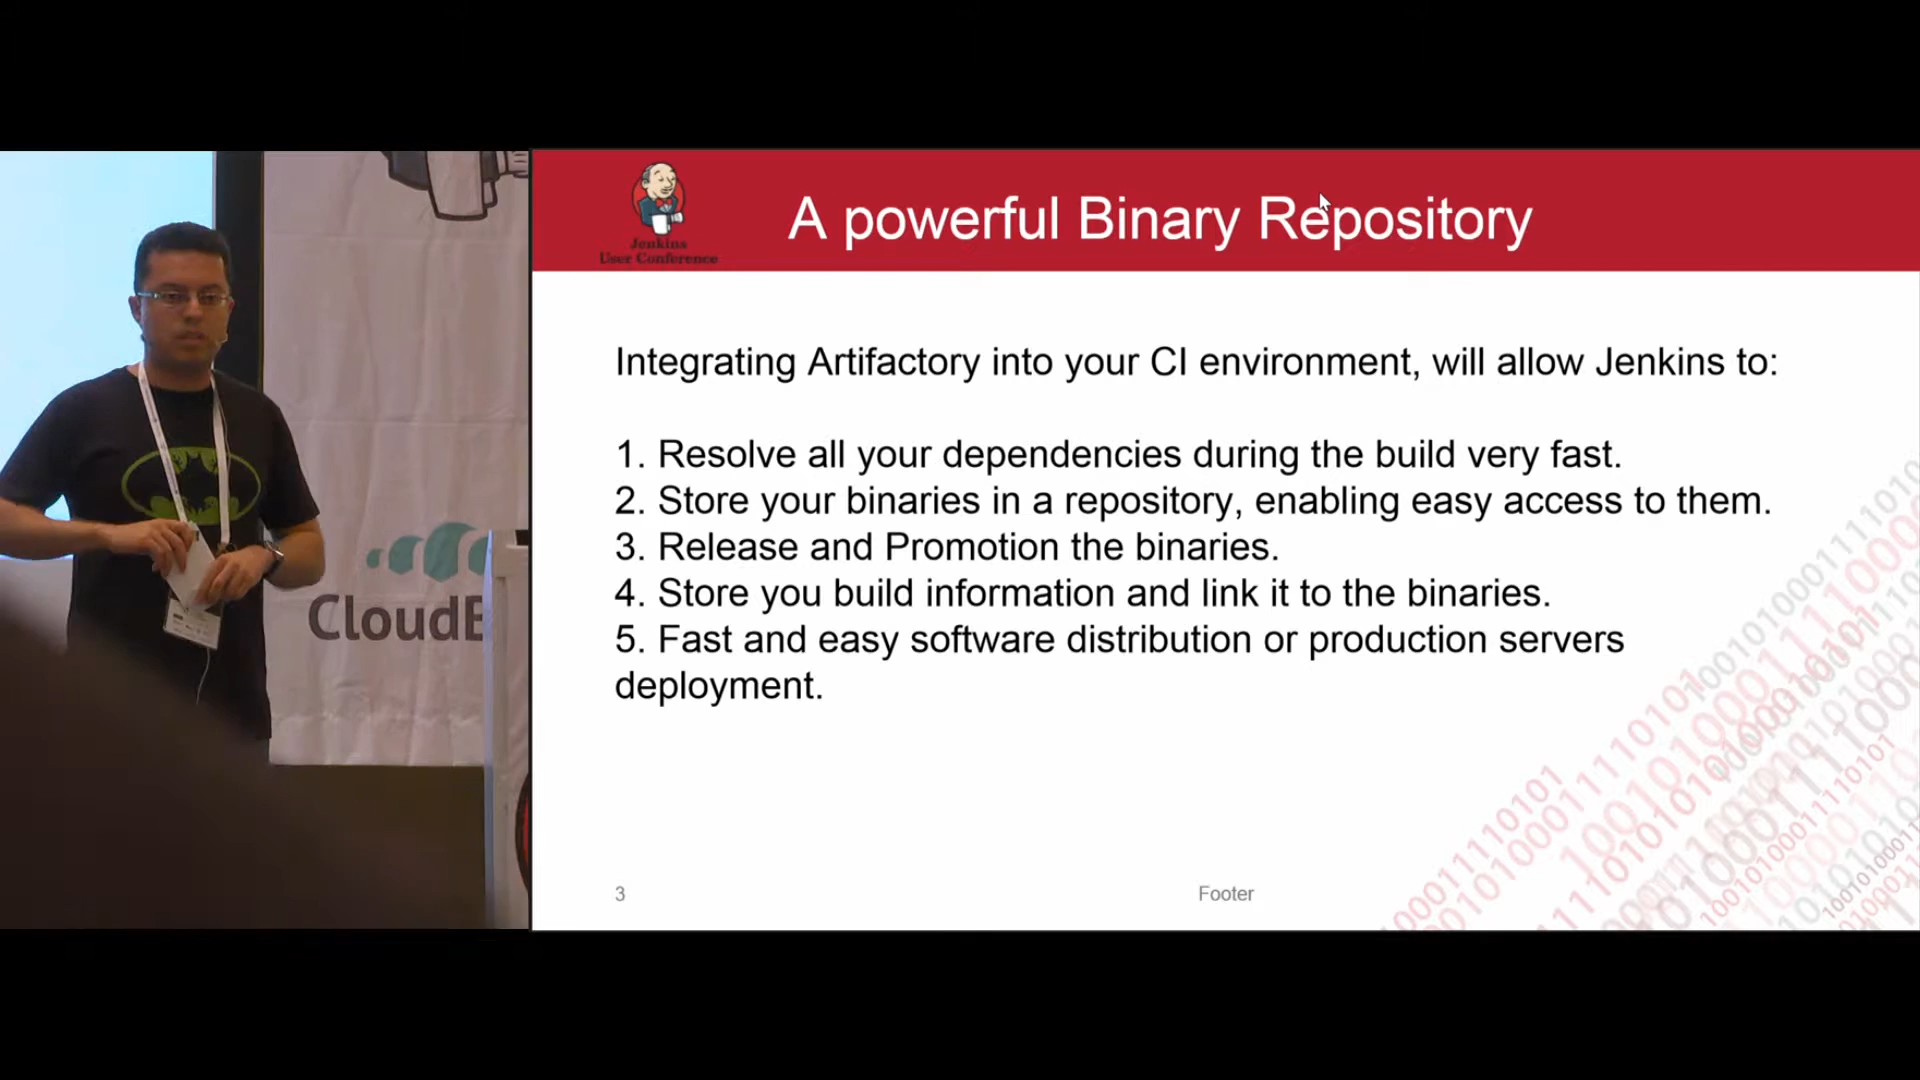 Jenkins
User Conference
A powerful Binary Repository
Integrating Artifactory into your CI environment, will allow Jenkins to:
1. Resolve all your dependencies during the build very fast.
2. Store your binaries in a repository, enabling easy access to them.
3. Release and Promotion the binaries.
4. Store you build information and link it to the binaries.
5. Fast and easy software distribution or production servers
deployment.
3
Footer
CloudB